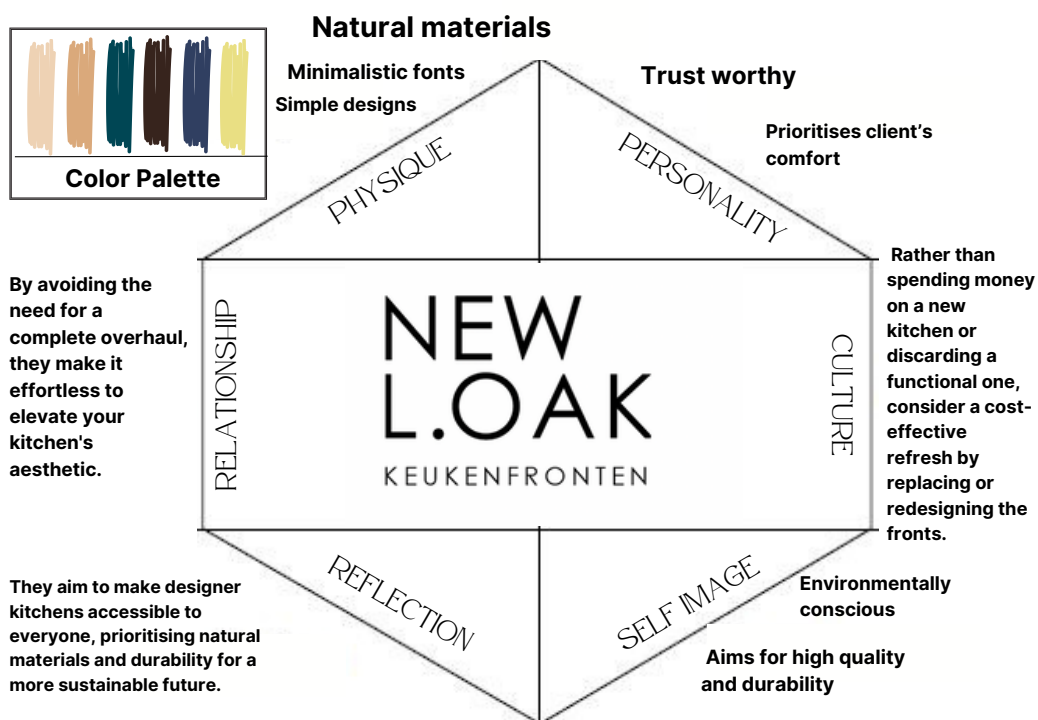 Natural materials
Minimalistic fonts
Simple designs
Color Palette
Trust worthy
Prioritises client’s
comfort
PHYSIQUE
PERSONALITY
By avoiding the
need for a
complete overhaul,
they make it
effortless to
elevate your
kitchen's
aesthetic.
RELATIONSHIP
NEW
L.OAK
KEUKENFRONTEN
CULTURE
Rather than
spending money
on a new
kitchen or
discarding a
functional one,
consider a cost-
effective
refresh by
replacing or
redesigning the
fronts.
REFLECTION
SELF IMAGE
They aim to make designer
kitchens accessible to
everyone, prioritising natural
materials and durability for a
more sustainable future.
Environmentally
conscious
Aims for high quality
and durability